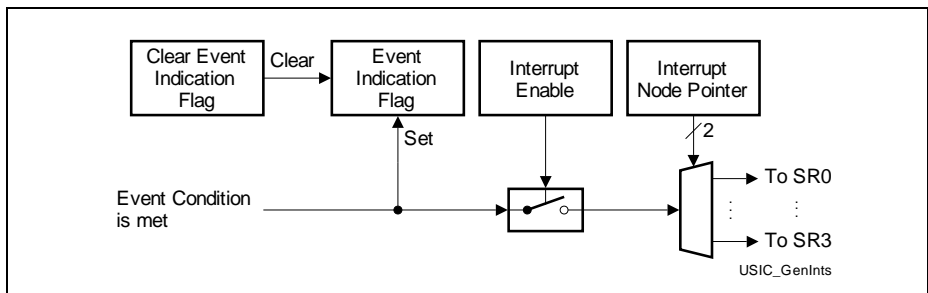 Clear Event
Indication
Flag
Clear
Event
Indication
Flag
Interrupt
Enable
Interrupt
Node Pointer
2
Set
Event Condition
is met
To SR0
To SR3
USIC_GenInts